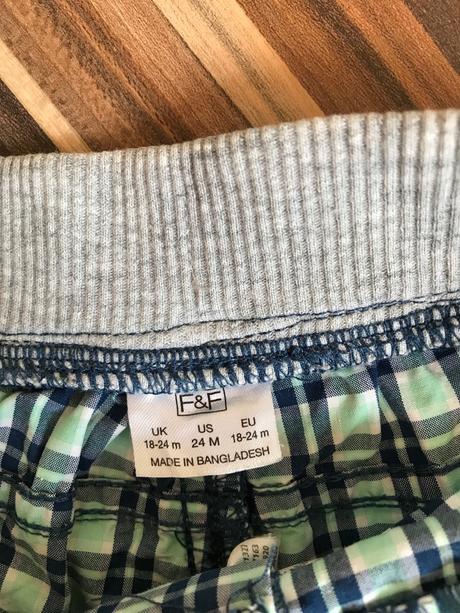 F&F
UK US EU
18-24 m 24 M 18-24 m
MADE IN BANGLADESH